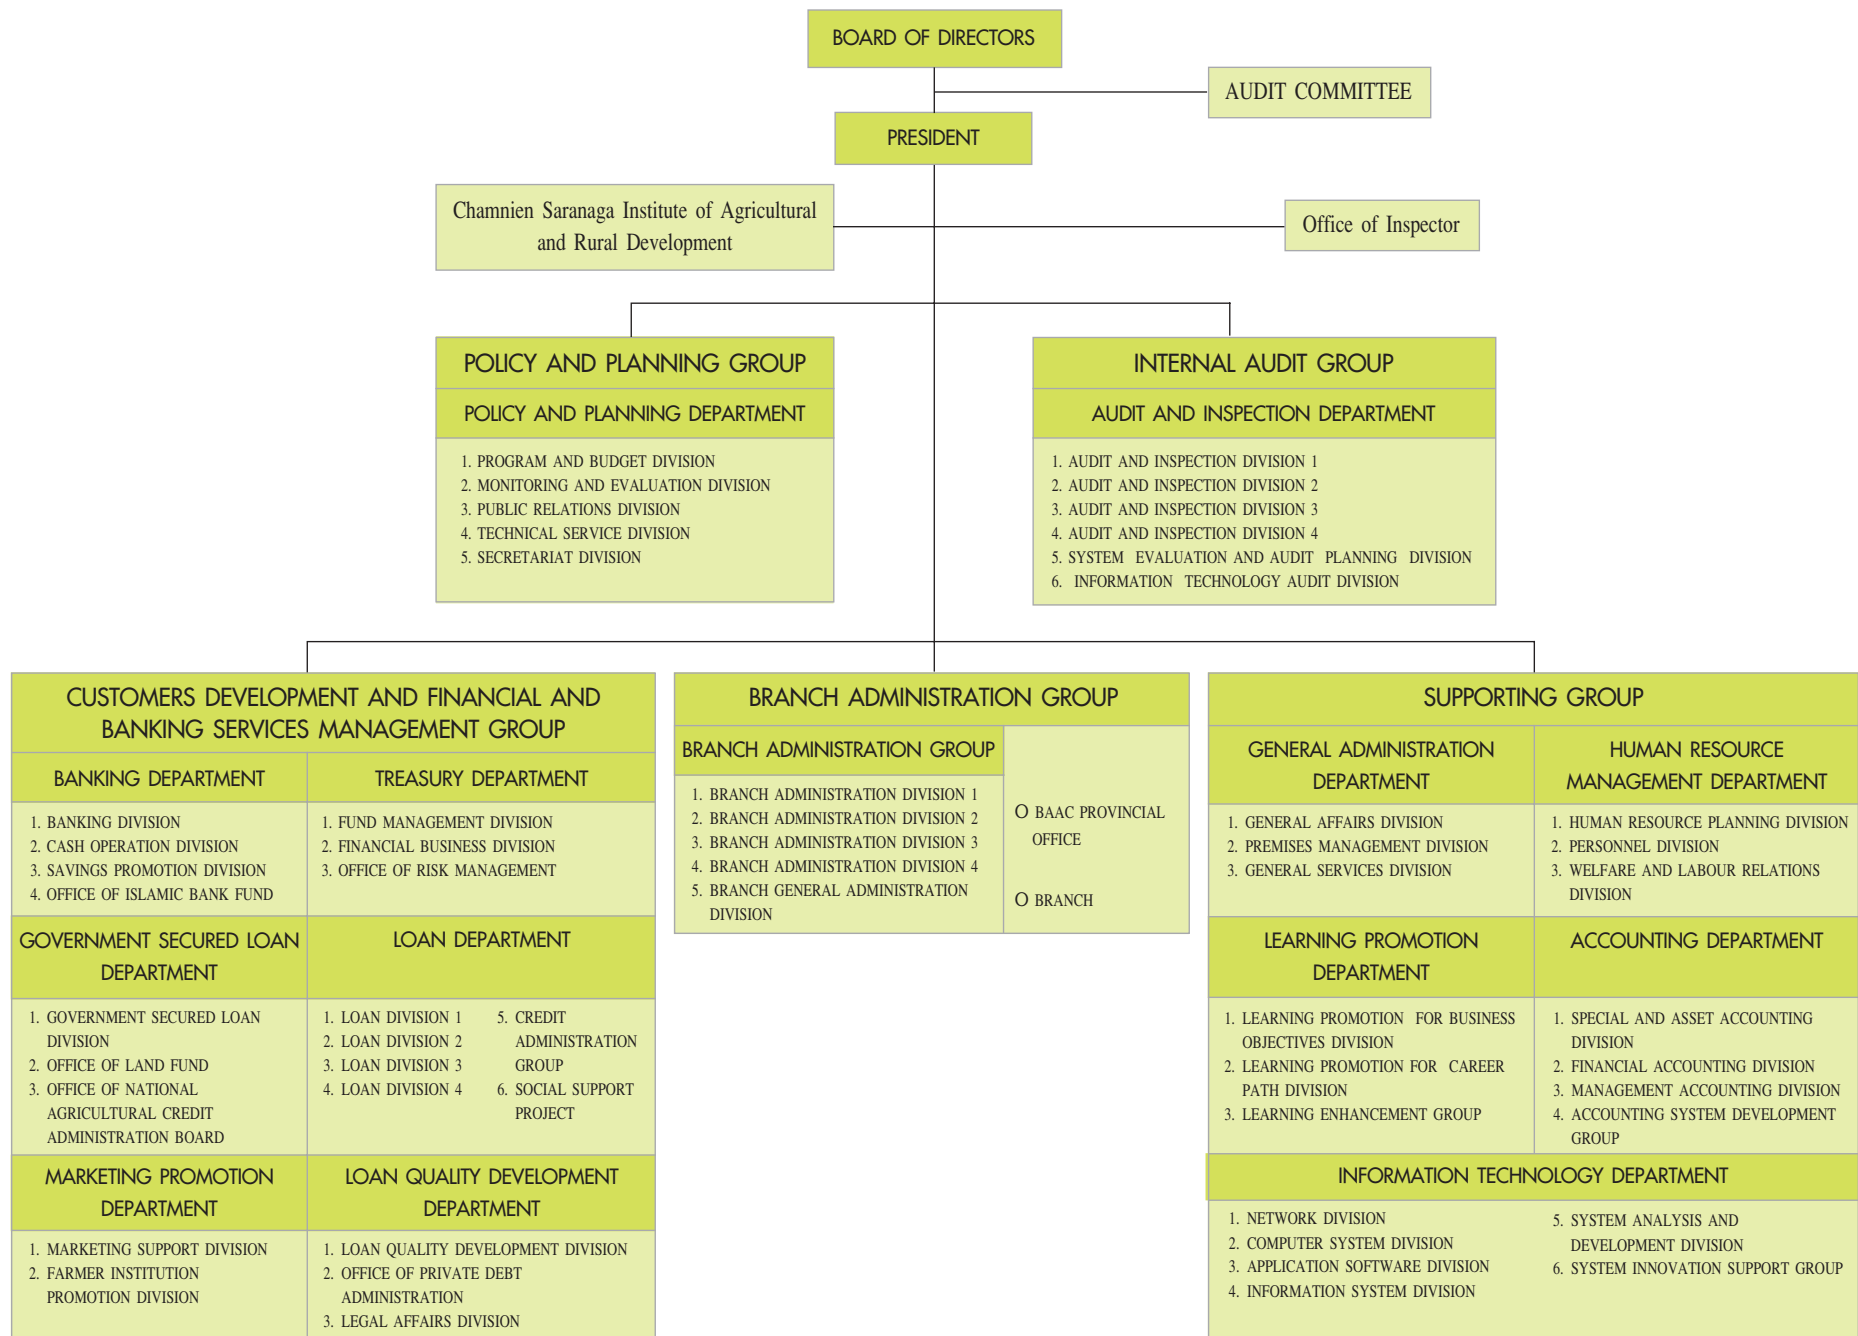 BOARD OF DIRECTORS
AUDIT COMMITTEE
PRESIDENT
Chamnien Saranaga Institute of Agricultural
and Rural Development
Office of Inspector
POLICY AND PLANNING GROUP
POLICY AND PLANNING DEPARTMENT
1. PROGRAM AND BUDGET DIVISION
2. MONITORING AND EVALUATION DIVISION
3. PUBLIC RELATIONS DIVISION
4. TECHNICAL SERVICE DIVISION
5. SECRETARIAT DIVISION
INTERNAL AUDIT GROUP
AUDIT AND INSPECTION DEPARTMENT
1. AUDIT AND INSPECTION DIVISION 1
2. AUDIT AND INSPECTION DIVISION 2
3. AUDIT AND INSPECTION DIVISION 3
4. AUDIT AND INSPECTION DIVISION 4
5. SYSTEM EVALUATION AND AUDIT PLANNING DIVISION
6. INFORMATION TECHNOLOGY AUDIT DIVISION
CUSTOMERS DEVELOPMENT AND FINANCIAL AND
BANKING SERVICES MANAGEMENT GROUP
BANKING DEPARTMENT
1. BANKING DIVISION
2. CASH OPERATION DIVISION
3. SAVINGS PROMOTION DIVISION
4. OFFICE OF ISLAMIC BANK FUND
TREASURY DEPARTMENT
1. FUND MANAGEMENT DIVISION
2. FINANCIAL BUSINESS DIVISION
3. OFFICE OF RISK MANAGEMENT
GOVERNMENT SECURED LOAN
DEPARTMENT
1. GOVERNMENT SECURED LOAN
DIVISION
2. OFFICE OF LAND FUND
3. OFFICE OF NATIONAL
AGRICULTURAL CREDIT
ADMINISTRATION BOARD
LOAN DEPARTMENT
1. LOAN DIVISION 1
2. LOAN DIVISION 2
3. LOAN DIVISION 3
4. LOAN DIVISION 4
5. CREDIT
ADMINISTRATION
GROUP
6. SOCIAL SUPPORT
PROJECT
MARKETING PROMOTION
DEPARTMENT
1. MARKETING SUPPORT DIVISION
2. FARMER INSTITUTION
PROMOTION DIVISION
LOAN QUALITY DEVELOPMENT
DEPARTMENT
1. LOAN QUALITY DEVELOPMENT DIVISION
2. OFFICE OF PRIVATE DEBT
ADMINISTRATION
3. LEGAL AFFAIRS DIVISION
BRANCH ADMINISTRATION GROUP
BRANCH ADMINISTRATION GROUP
1. BRANCH ADMINISTRATION DIVISION 1
2. BRANCH ADMINISTRATION DIVISION 2
3. BRANCH ADMINISTRATION DIVISION 3
4. BRANCH ADMINISTRATION DIVISION 4
5. BRANCH GENERAL ADMINISTRATION
DIVISION
O BAAC PROVINCIAL
OFFICE
O BRANCH
SUPPORTING GROUP
GENERAL ADMINISTRATION
DEPARTMENT
1. GENERAL AFFAIRS DIVISION
2. PREMISES MANAGEMENT DIVISION
3. GENERAL SERVICES DIVISION
HUMAN RESOURCE
MANAGEMENT DEPARTMENT
1. HUMAN RESOURCE PLANNING DIVISION
2. PERSONNEL DIVISION
3. WELFARE AND LABOUR RELATIONS
DIVISION
LEARNING PROMOTION
DEPARTMENT
1. LEARNING PROMOTION FOR BUSINESS
OBJECTIVES DIVISION
2. LEARNING PROMOTION FOR CAREER
PATH DIVISION
3. LEARNING ENHANCEMENT GROUP
ACCOUNTING DEPARTMENT
1. SPECIAL AND ASSET ACCOUNTING
DIVISION
2. FINANCIAL ACCOUNTING DIVISION
3. MANAGEMENT ACCOUNTING DIVISION
4. ACCOUNTING SYSTEM DEVELOPMENT
GROUP
INFORMATION TECHNOLOGY DEPARTMENT
1. NETWORK DIVISION
2. COMPUTER SYSTEM DIVISION
3. APPLICATION SOFTWARE DIVISION
4. INFORMATION SYSTEM DIVISION
5. SYSTEM ANALYSIS AND
DEVELOPMENT DIVISION
6. SYSTEM INNOVATION SUPPORT GROUP